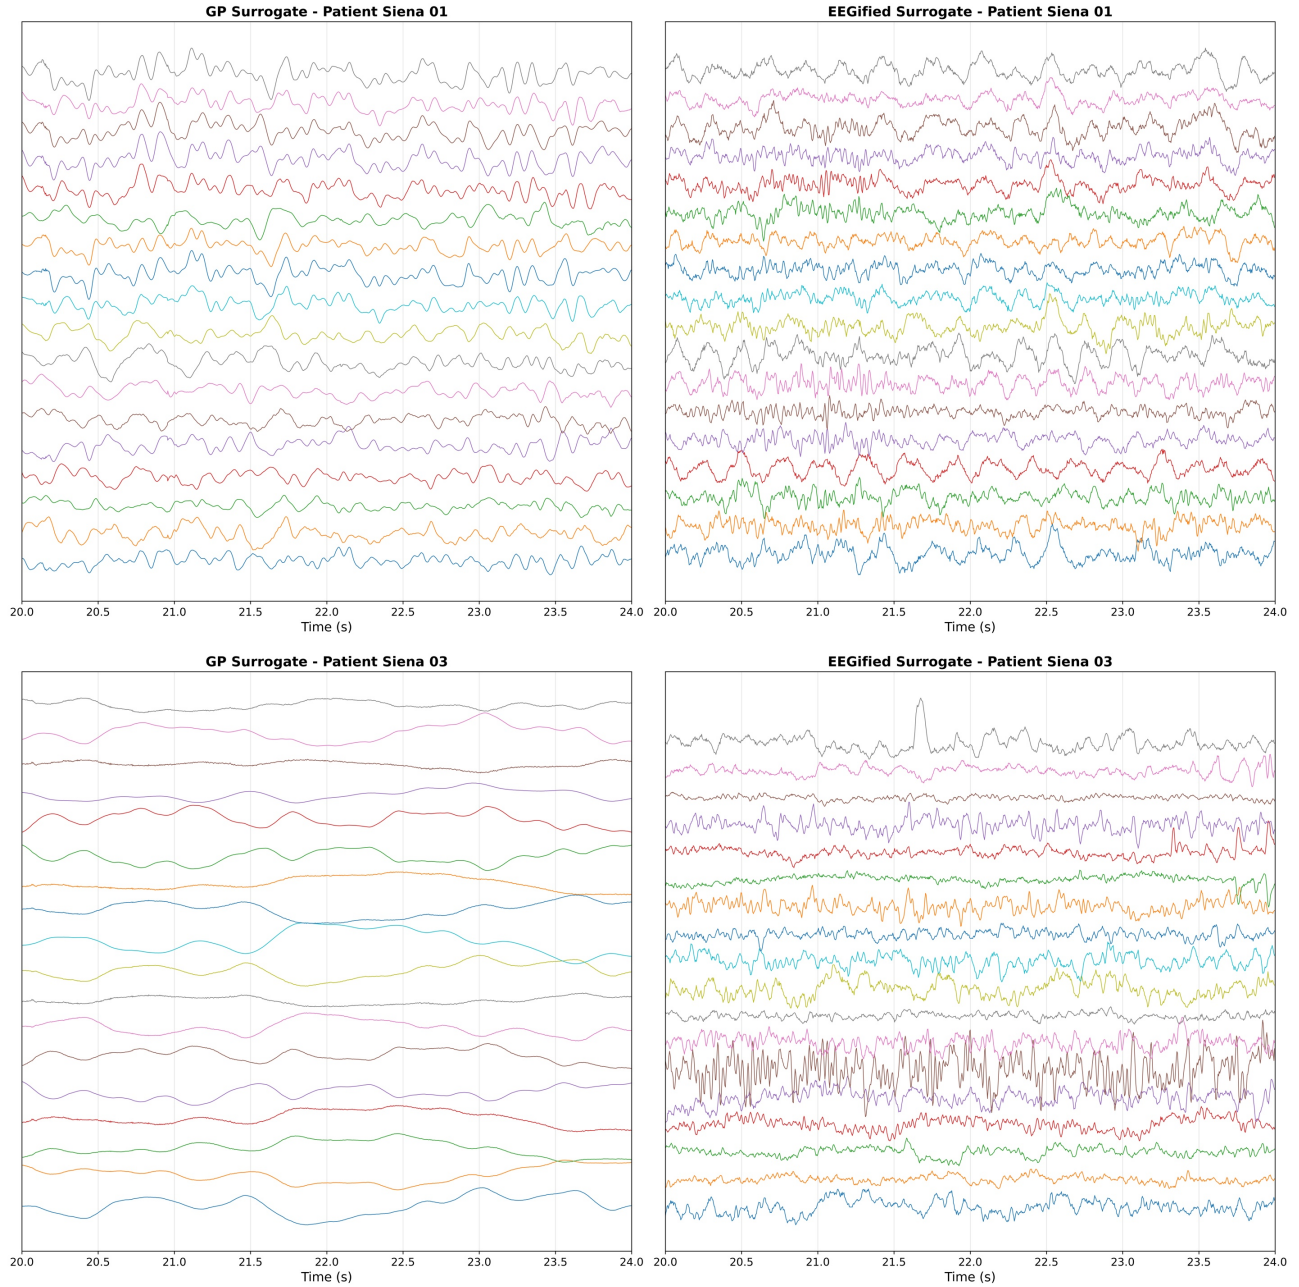 GP Surrogate - Patient Siena 01
20.0 20.5 21.0 21.5 22.0 22.5 23.0 23.5 24.0
Time (s)
EEGified Surrogate - Patient Siena 01
20.0 20.5 21.0 21.5 22.0 22.5 23.0 23.5 24.0
Time (s)
GP Surrogate - Patient Siena 03
20.0 20.5 21.0 21.5 22.0 22.5 23.0 23.5 24.0
Time (s)
EEGified Surrogate - Patient Siena 03
20.0 20.5 21.0 21.5 22.0 22.5 23.0 23.5 24.0
Time (s)